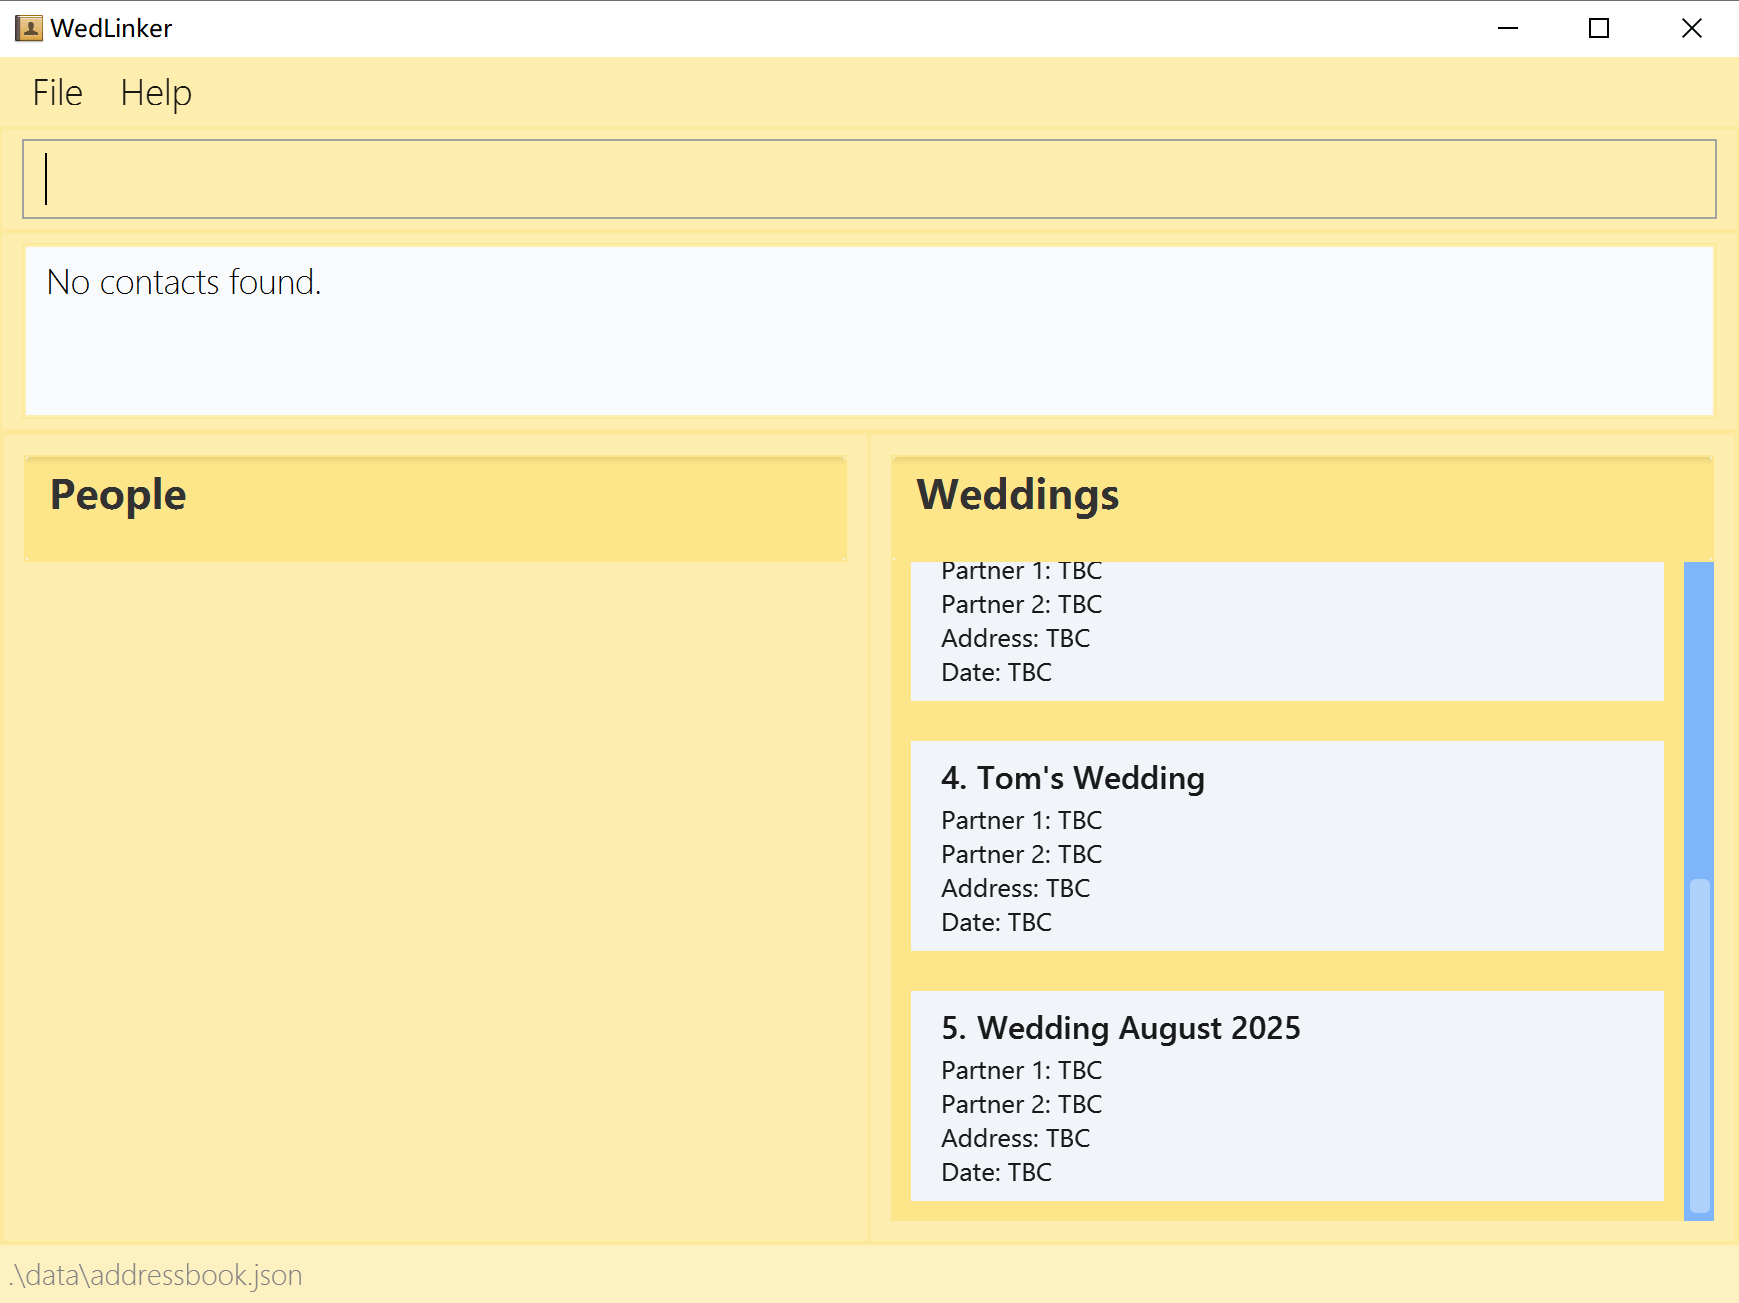 WedLinker
File Help
No contacts found.
People
Weddings
Partner 1: TBC
Partner 2: TBC
Address: TBC
Date: TBC
4. Tom's Wedding
Partner 1: TBC
Partner 2: TBC
Address: TBC
Date: TBC
5. Wedding August 2025
Partner 1: TBC
Partner 2: TBC
Address: TBC
Date: TBC
.\data\addressbook.json